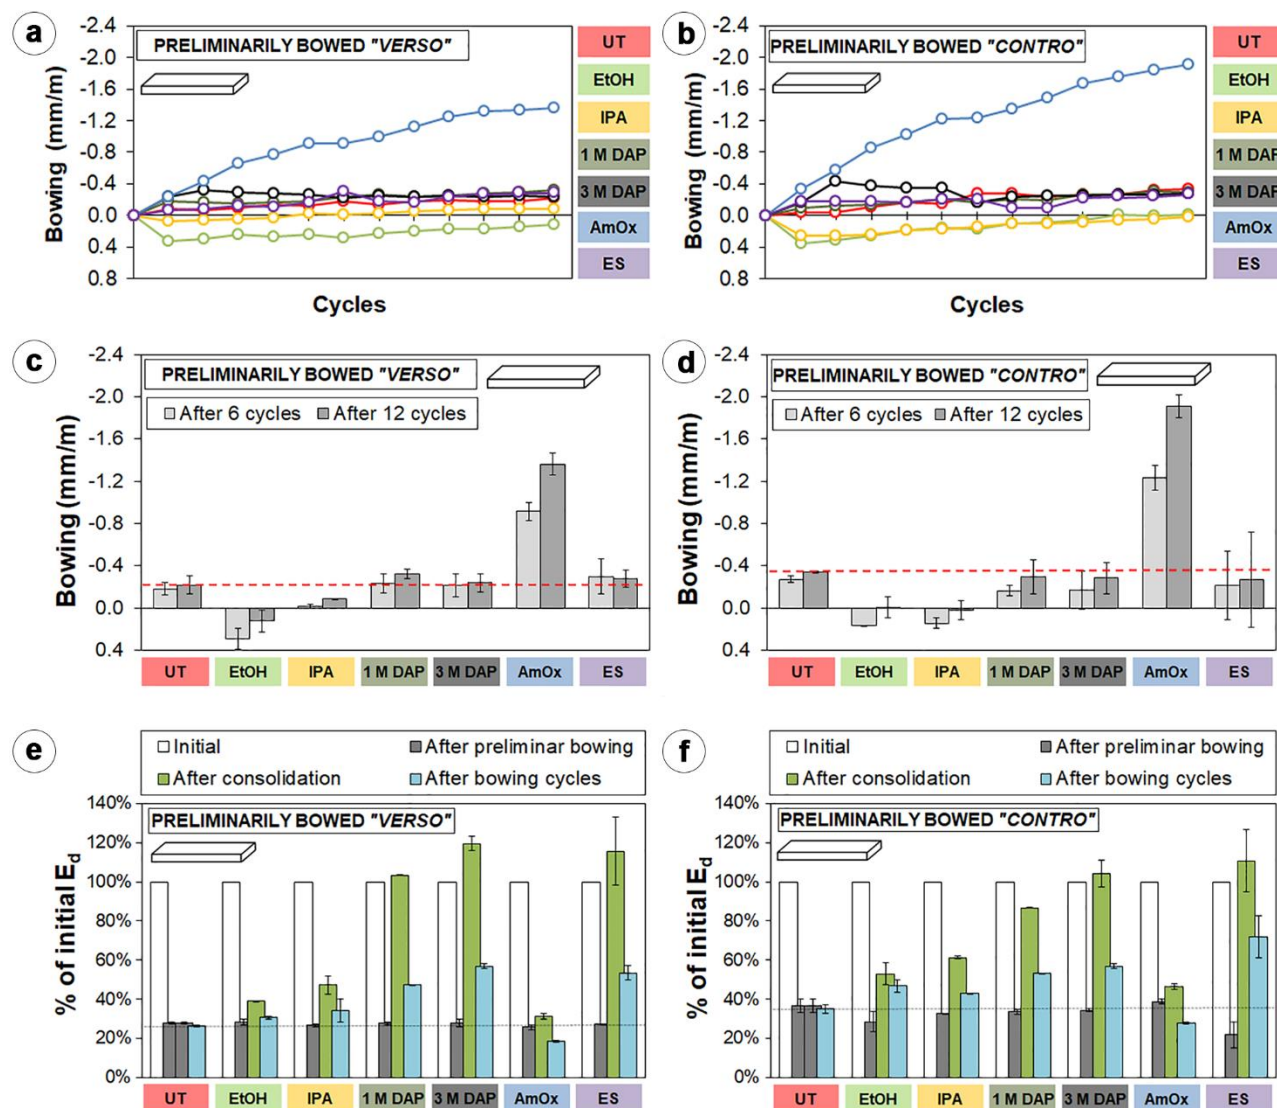 a
PRELIMINARILY BOWED "VERSO"
Bowing (mm/m)
-2.4
-2.0
-1.6
-1.2
-0.8
-0.4
0.0
0.4
0.8
Cycles
UT
EtOH
IPA
1 M DAP
3 M DAP
AmOx
ES
b
PRELIMINARILY BOWED "CONTRO"
Bowing (mm/m)
-2.4
-2.0
-1.6
-1.2
-0.8
-0.4
0.0
0.4
0.8
Cycles
UT
EtOH
IPA
1 M DAP
3 M DAP
AmOx
ES
c
PRELIMINARILY BOWED "VERSO"
After 6 cycles After 12 cycles
Bowing (mm/m)
-2.4
-2.0
-1.6
-1.2
-0.8
-0.4
0.0
0.4
UT EtOH IPA 1 M DAP 3 M DAP AmOx ES
d
PRELIMINARILY BOWED "CONTRO"
After 6 cycles After 12 cycles
Bowing (mm/m)
-2.4
-2.0
-1.6
-1.2
-0.8
-0.4
0.0
0.4
UT EtOH IPA 1 M DAP 3 M DAP AmOx ES
e
Initial After preliminar bowing
After consolidation After bowing cycles
PRELIMINARILY BOWED "VERSO"
% of initial Ed
140%
120%
100%
80%
60%
40%
20%
0%
UT EtOH IPA 1 M DAP 3 M DAP AmOx ES
f
Initial After preliminar bowing
After consolidation After bowing cycles
PRELIMINARILY BOWED "CONTRO"
% of initial Ed
140%
120%
100%
80%
60%
40%
20%
0%
UT EtOH IPA 1 M DAP 3 M DAP AmOx ES